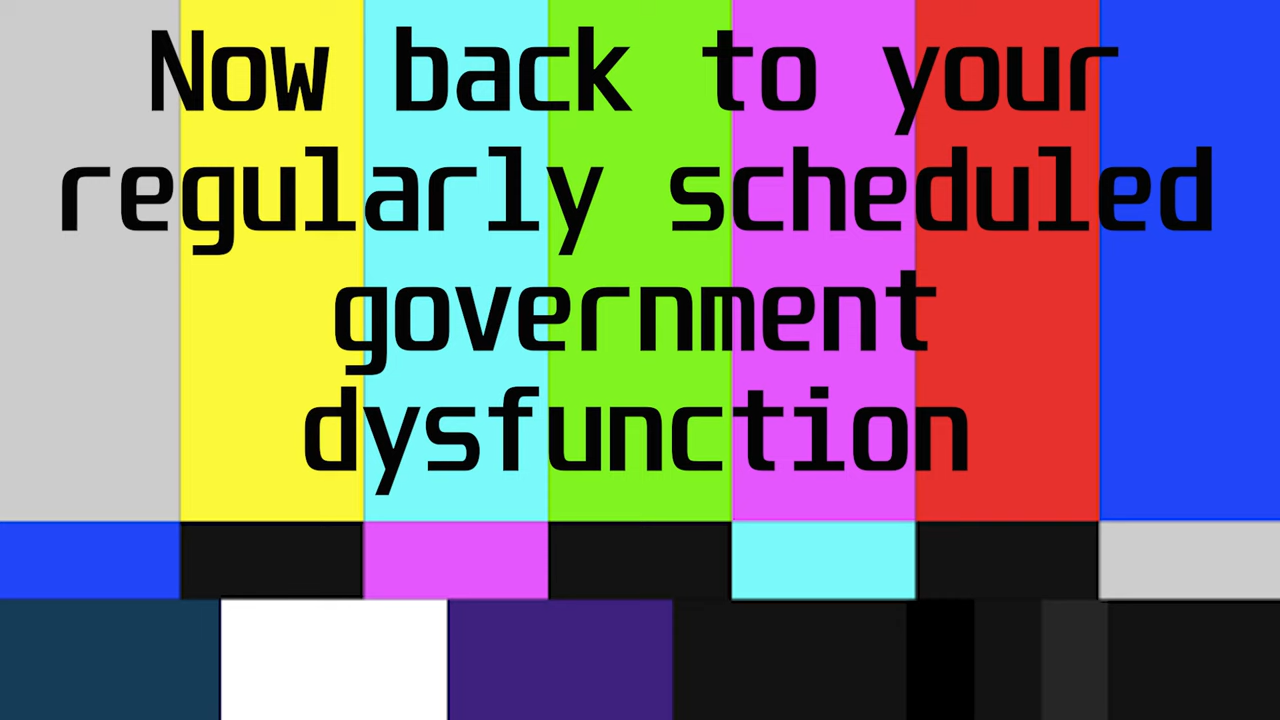 Now back to your
regularly scheduled
government
dysfunction